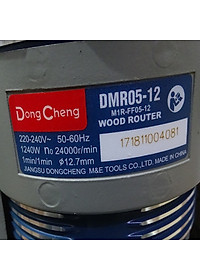 DongCheng
DMR05-12
M1R-FF05-12
WOOD ROUTER
171811004081
220-240V~ 50-60Hz
1240W n₀ 24000r/min
1min/1min Ø12.7mm
JIANGSU DONGCHENG M&E TOOLS CO.,LTD. MADE IN CHINA